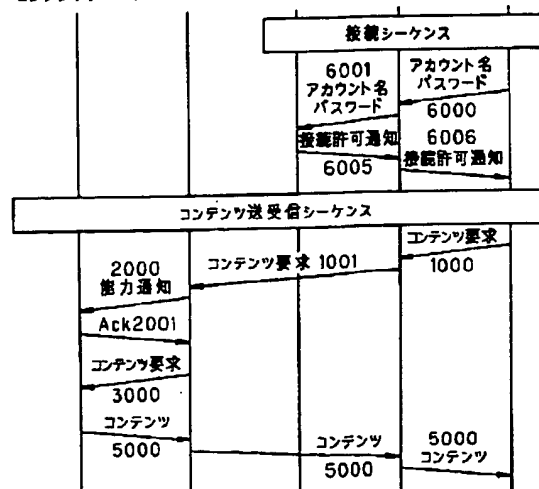 接続シーケンス
6001
アカウント名
パスワード
アカウント名
パスワード
6000
接続許可通知
6005
6006
接続許可通知
コンテンツ送受信シーケンス
コンテンツ要求
1000
コンテンツ要求 1001
2000
能力通知
Ack2001
コンテンツ要求
3000
コンテンツ
5000
コンテンツ
5000
5000
コンテンツ